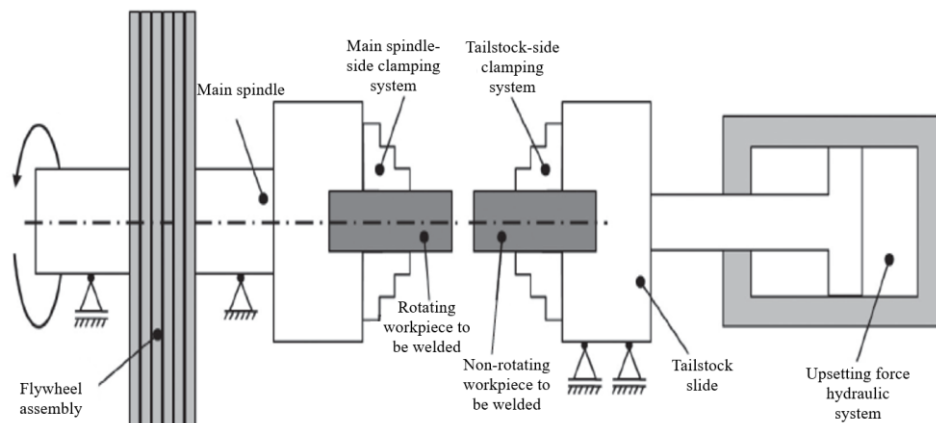 Main spindle-
side clamping
system
Tailstock-side
clamping
system
Main spindle
Rotating
workpiece to
be welded
Non-rotating
workpiece to
be welded
Tailstock
slide
Flywheel
assembly
Upsetting force
hydraulic
system